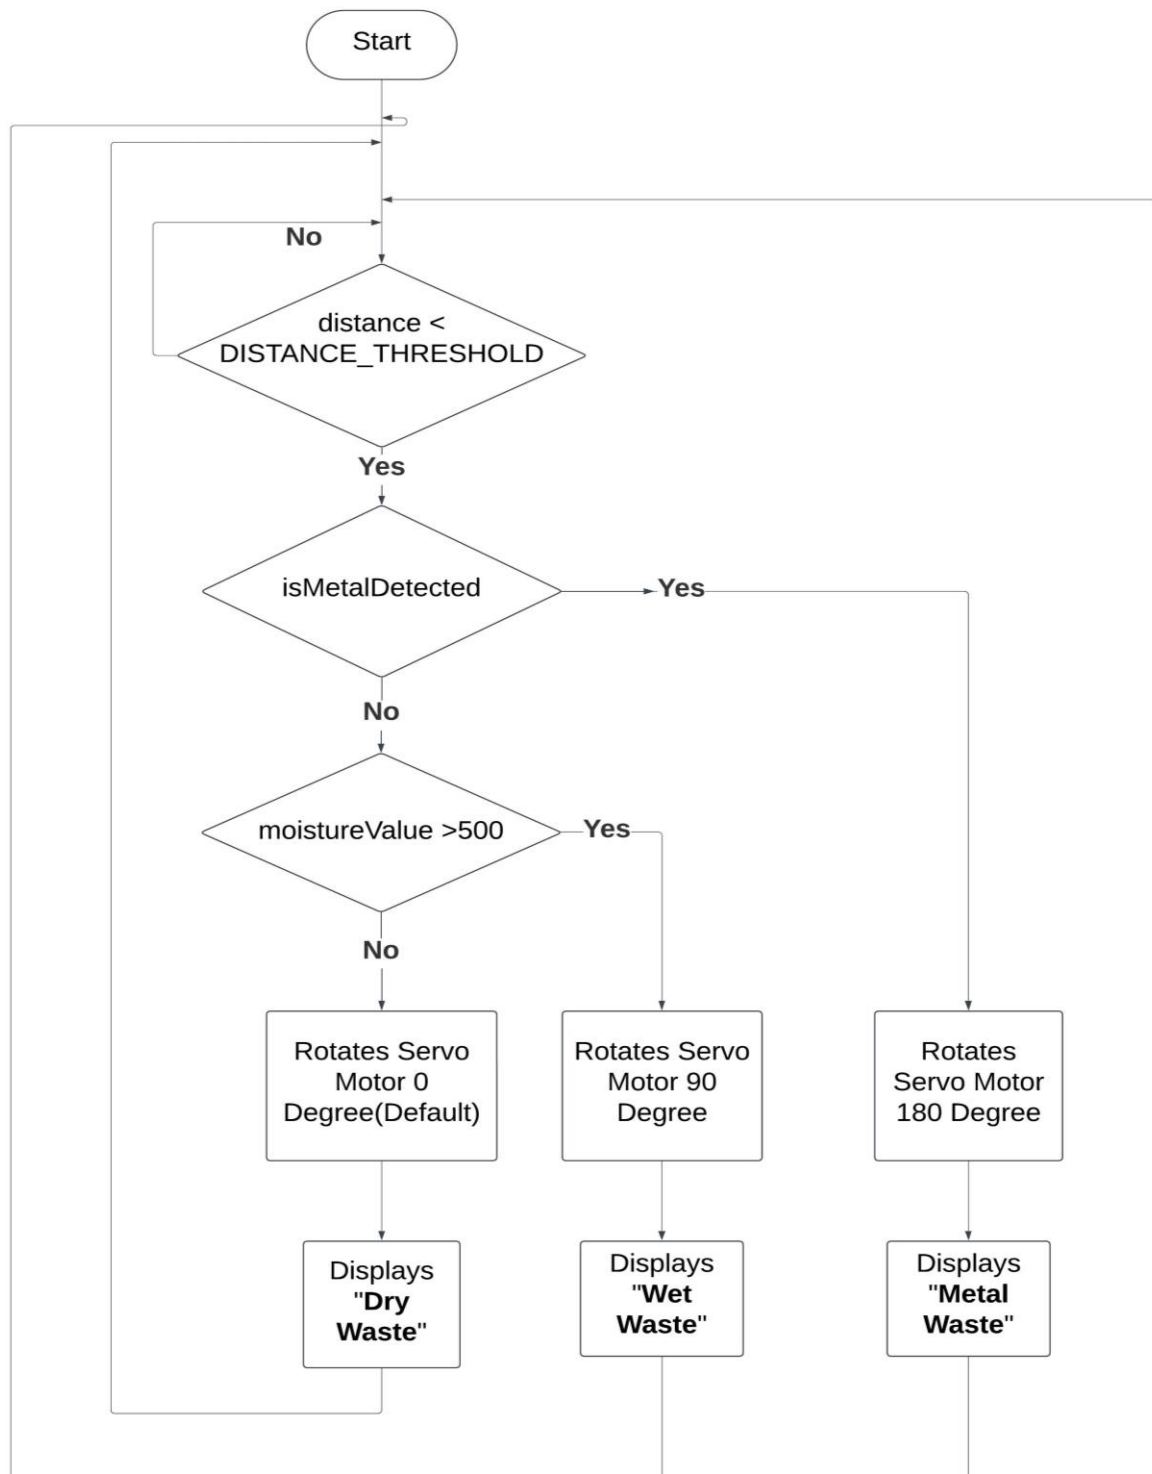 Start
No
distance <
DISTANCE_THRESHOLD
Yes
isMetalDetected
Yes
No
moistureValue >500
Yes
No
Rotates Servo
Motor 0
Degree(Default)
Rotates Servo
Motor 90
Degree
Rotates
Servo Motor
180 Degree
Displays
"Dry
Waste"
Displays
"Wet
Waste"
Displays
"Metal
Waste"